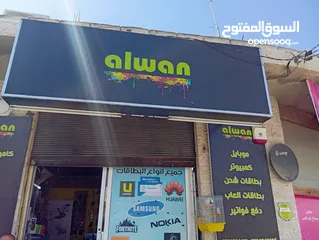 السوق المفتوح
opensooq.com
alwan
alwan
موبايل
كمبيوتر
بطاقات شحن
بطاقات العاب
دفع فواتير
جميع انواع البطاقات
HUAWEI
SAMSUNG
NOKIA
FORTNITE